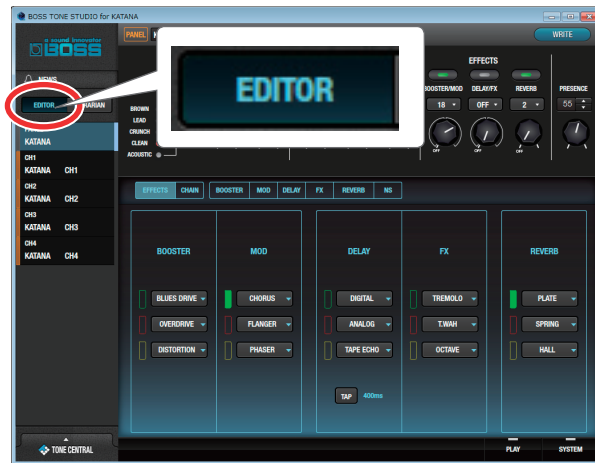 BOSS TONE STUDIO for KATANA
a sound innovator
BOSS
PANEL
WRITE
NEWS
EDITOR
EDITOR
KATANA
CH1
KATANA CH1
CH2
KATANA CH2
CH3
KATANA CH3
CH4
KATANA CH4
TONE CENTRAL
BROWN
LEAD
CRUNCH
CLEAN
ACOUSTIC
EFFECTS
BOOSTER/MOD DELAY/FX REVERB PRESENCE
18 OFF 2 55
OFF OFF OFF
EFFECTS CHAIN BOOSTER MOD DELAY FX REVERB NS
BOOSTER MOD DELAY FX REVERB
BLUES DRIVE CHORUS DIGITAL TREMOLO PLATE
OVERDRIVE FLANGER ANALOG T.WAH SPRING
DISTORTION PHASER TAPE ECHO OCTAVE HALL
TAP 400ms
PLAY SYSTEM